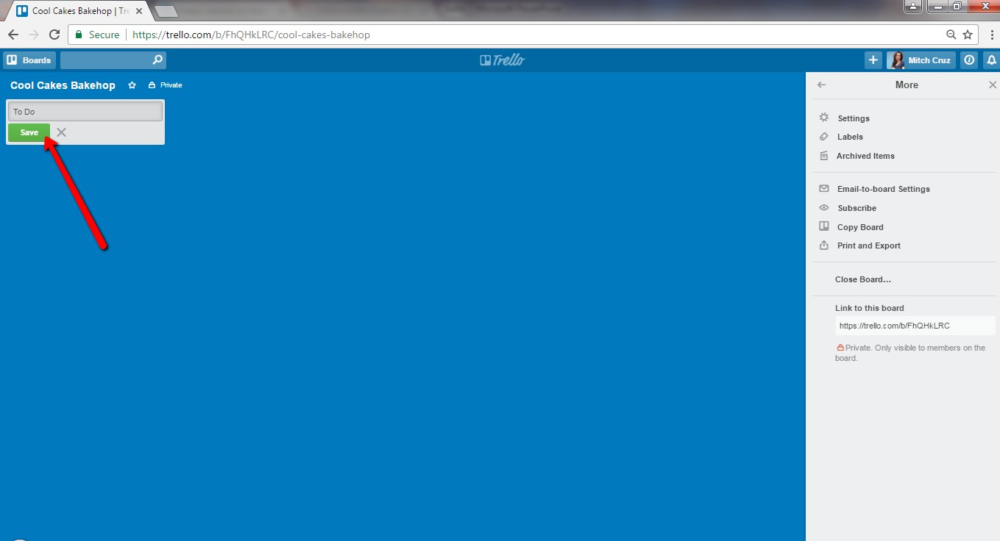 Cool Cakes Bakehop | Tre
Secure
https://trello.com/b/FhQHkLRC/cool-cakes-bakehop
Boards
Trello
Mitch Cruz
Cool Cakes Bakehop
Private
To Do
Save
More
Settings
Labels
Archived Items
Email-to-board Settings
Subscribe
Copy Board
Print and Export
Close Board...
Link to this board
https://trello.com/b/FhQHkLRC
Private. Only visible to members on the
board.